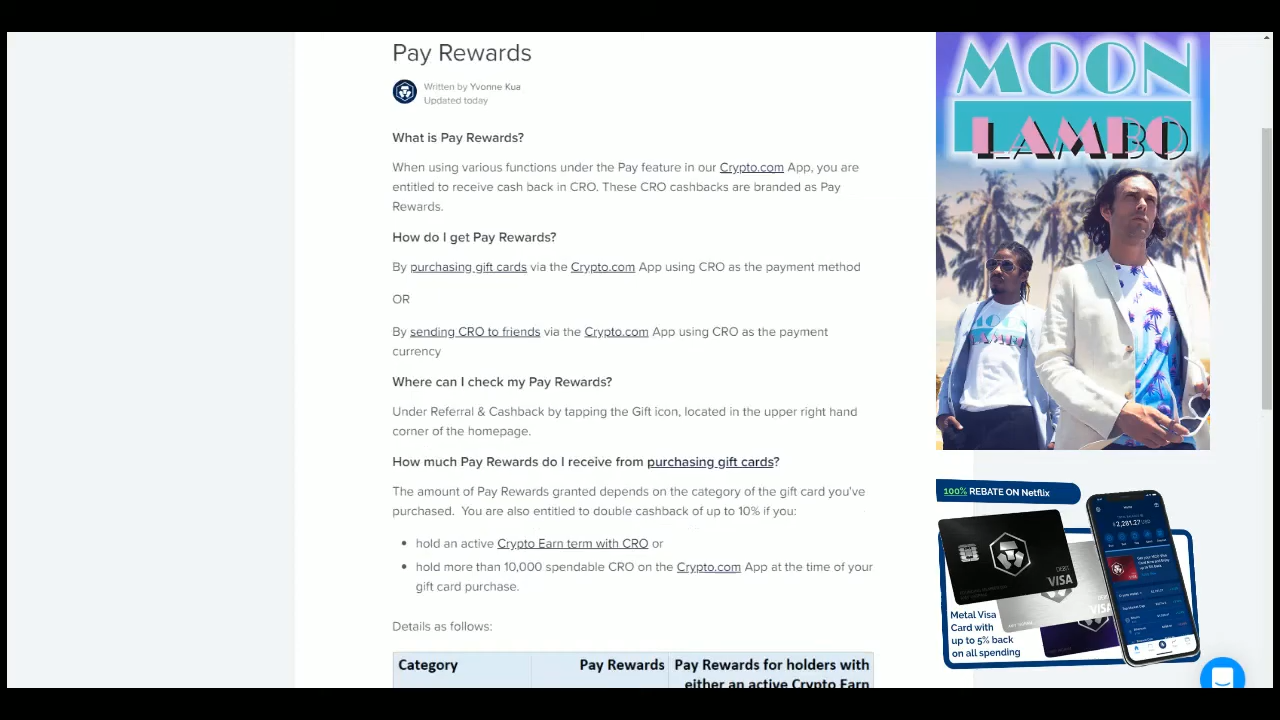 Pay Rewards
Written by Yvonne Kua
Updated today
What is Pay Rewards?
When using various functions under the Pay feature in our Crypto.com App, you are
entitled to receive cash back in CRO. These CRO cashbacks are branded as Pay
Rewards.
How do I get Pay Rewards?
By purchasing gift cards via the Crypto.com App using CRO as the payment method
OR
By sending CRO to friends via the Crypto.com App using CRO as the payment
currency
Where can I check my Pay Rewards?
Under Referral & Cashback by tapping the Gift icon, located in the upper right hand
corner of the homepage.
How much Pay Rewards do I receive from purchasing gift cards?
The amount of Pay Rewards granted depends on the category of the gift card you've
purchased. You are also entitled to double cashback of up to 10% if you:
• hold an active Crypto Earn term with CRO or
• hold more than 10,000 spendable CRO on the Crypto.com App at the time of your
gift card purchase.
Details as follows:
Category Pay Rewards Pay Rewards for holders with
either an active Crypto Earn
MOON
LAMBO
MOON
LAMBO
100% REBATE ON Netflix
$2,281.27
DEBIT
VISA
VISA
Metal Visa
Card with
up to 5% back
on all spending